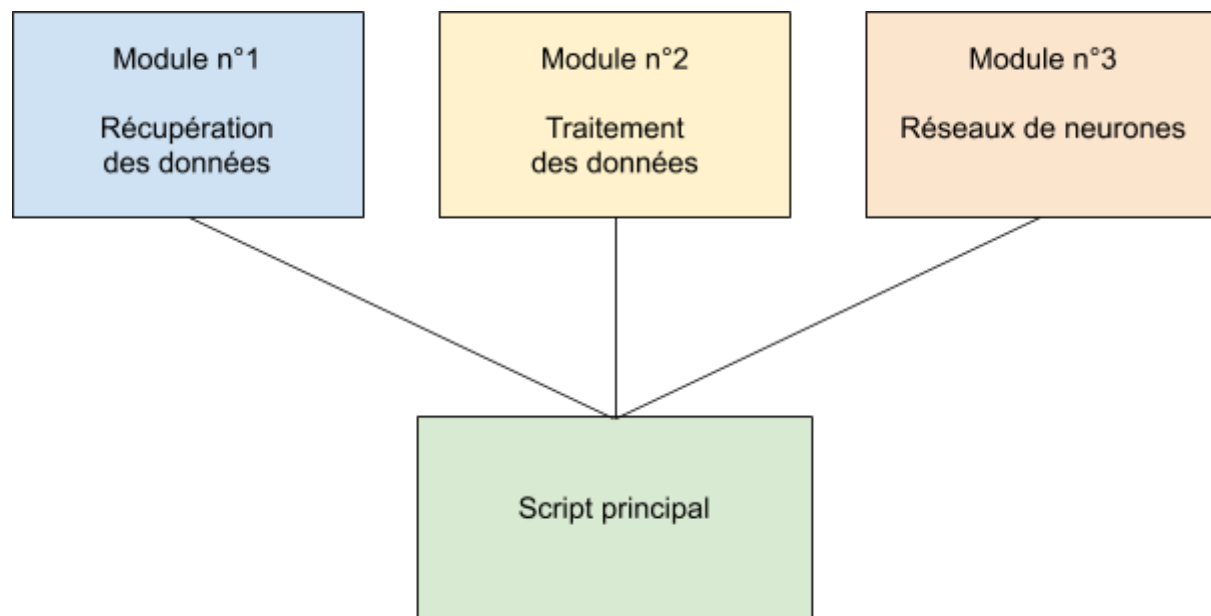 Module n°1
Récupération
des données
Module n°2
Traitement
des données
Module n°3
Réseaux de neurones
Script principal